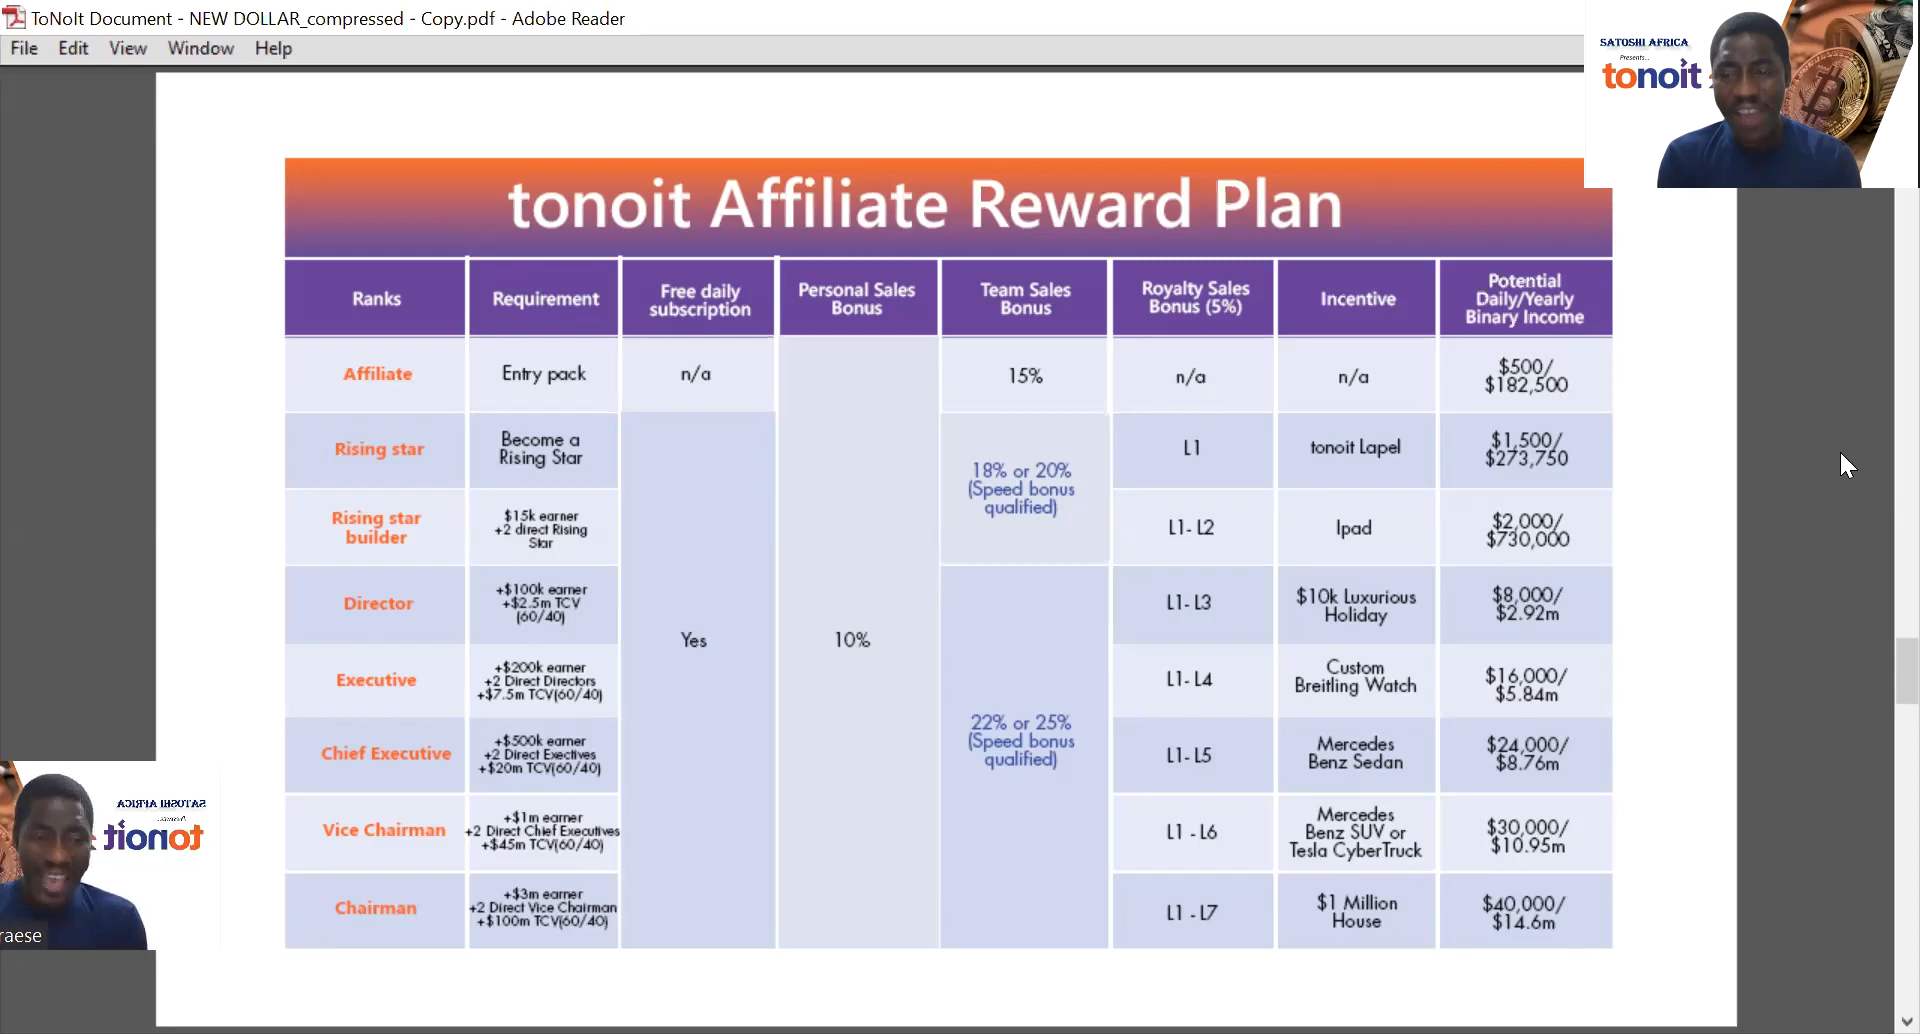 ToNoIt Document - NEW DOLLAR_compressed - Copy.pdf - Adobe Reader
File Edit View Window Help
SATOSHI AFRICA
Presents...
tonoit
tonoit Affiliate Reward Plan
Ranks
Requirement
Free daily
subscription
Personal Sales
Bonus
Team Sales
Bonus
Royalty Sales
Bonus (5%)
Incentive
Potential
Daily/Yearly
Binary Income
Affiliate
Entry pack
n/a
15%
n/a
n/a
$500/
$182,500
Rising star
Become a
Rising Star
18% or 20%
(Speed bonus
qualified)
L1
tonoit Lapel
$1,500/
$273,750
Rising star
builder
$15k earner
+2 direct Rising
Star
L1- L2
Ipad
$2,000/
$730,000
Director
+$100k earner
+$2.5m TCV
(60/40)
Yes
10%
22% or 25%
(Speed bonus
qualified)
L1- L3
$10k Luxurious
Holiday
$8,000/
$2.92m
Executive
+$200k earner
+2 Direct Directors
+$7.5m TCV(60/40)
L1- L4
Custom
Breitling Watch
$16,000/
$5.84m
Chief Executive
+$500k earner
+2 Direct Exectives
+$20m TCV(60/40)
L1- L5
Mercedes
Benz Sedan
$24,000/
$8.76m
Vice Chairman
+$1m earner
+2 Direct Chief Executives
+$45m TCV(60/40)
L1 - L6
Mercedes
Benz SUV or
Tesla CyberTruck
$30,000/
$10.95m
Chairman
+$3m earner
+2 Direct Vice Chairman
+$100m TCV(60/40)
L1 - L7
$1 Million
House
$40,000/
$14.6m
SATOSHI AFRICA
Presents...
tonoit
raese